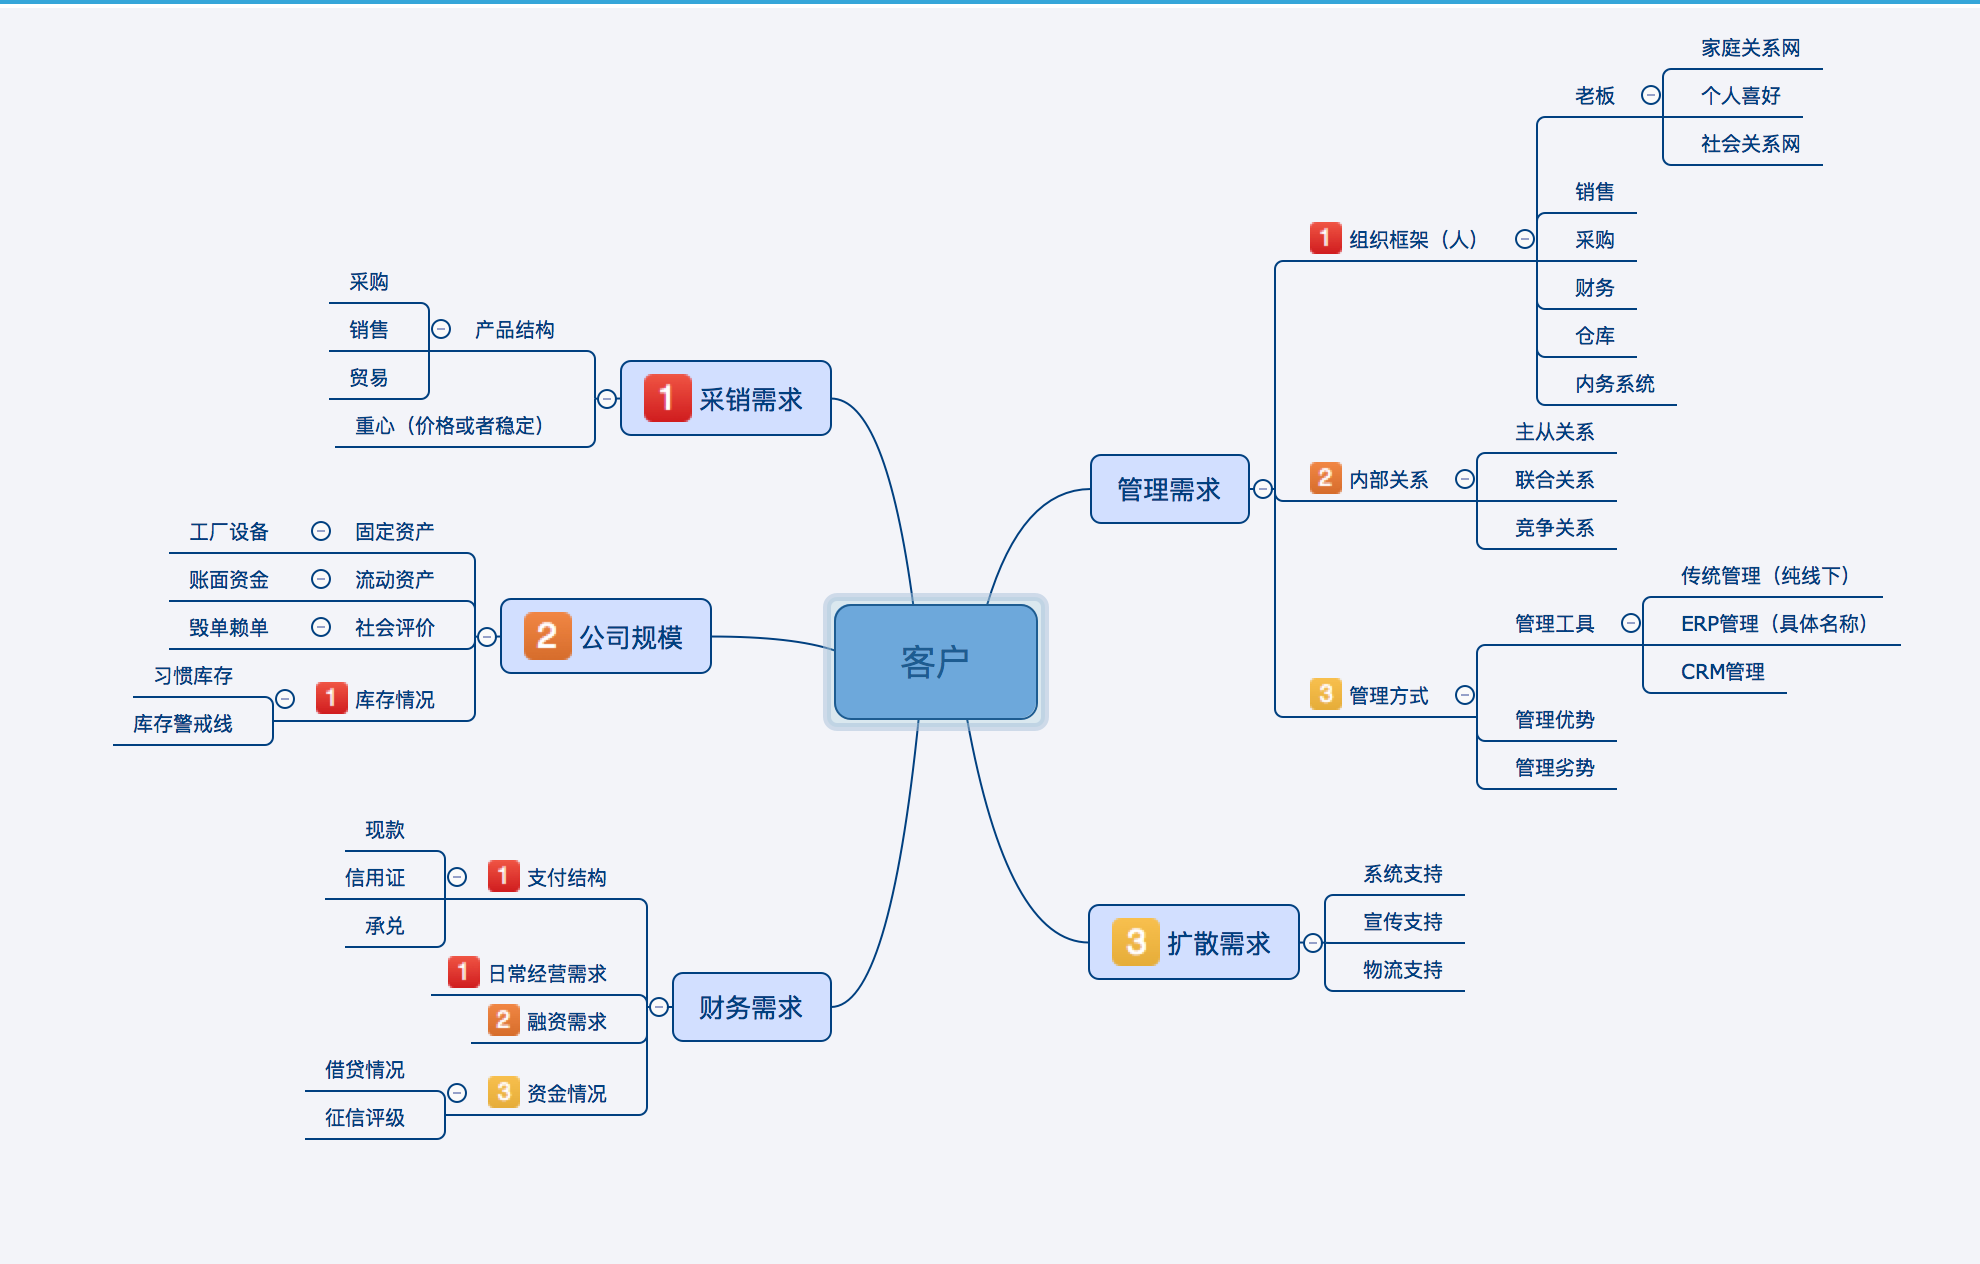 客户
管理需求
1 组织框架（人）
老板
家庭关系网
个人喜好
社会关系网
销售
采购
财务
仓库
内务系统
2 内部关系
主从关系
联合关系
竞争关系
3 管理方式
管理工具
传统管理（纯线下）
ERP管理（具体名称）
CRM管理
管理优势
管理劣势
3 扩散需求
系统支持
宣传支持
物流支持
1 采销需求
产品结构
采购
销售
贸易
重心（价格或者稳定）
2 公司规模
固定资产
工厂设备
流动资产
账面资金
社会评价
毁单赖单
1 库存情况
习惯库存
库存警戒线
财务需求
1 支付结构
现款
信用证
承兑
1 日常经营需求
2 融资需求
3 资金情况
借贷情况
征信评级